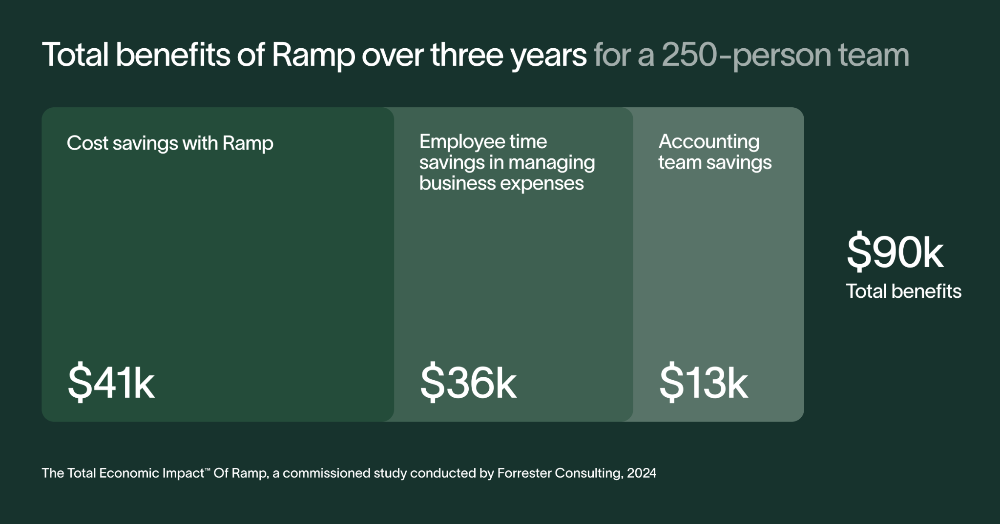 Total benefits of Ramp over three years for a 250-person team
Cost savings with Ramp
$41k
Employee time
savings in managing
business expenses
$36k
Accounting
team savings
$13k
$90k
Total benefits
The Total Economic Impact™ Of Ramp, a commissioned study conducted by Forrester Consulting, 2024